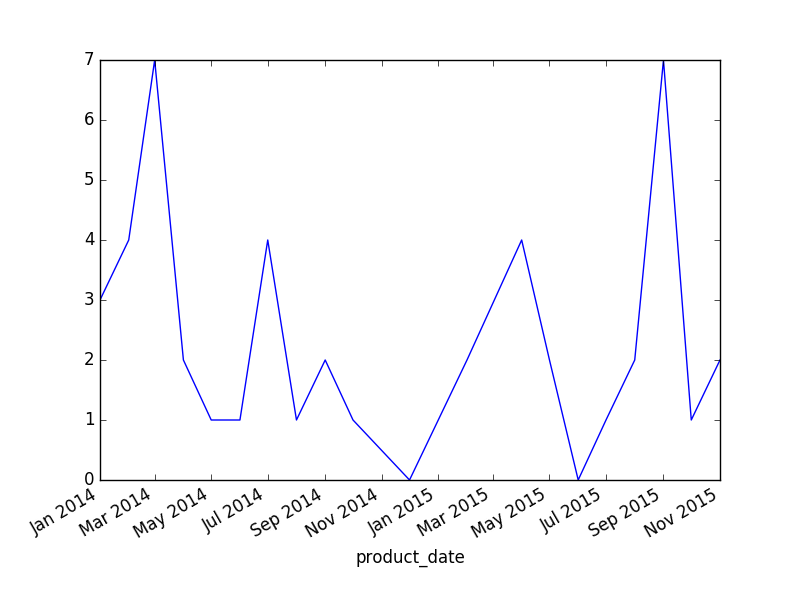 7
6
5
4
3
2
1
0
Jan 2014
Mar 2014
May 2014
Jul 2014
Sep 2014
Nov 2014
Jan 2015
Mar 2015
May 2015
Jul 2015
Sep 2015
Nov 2015
product_date